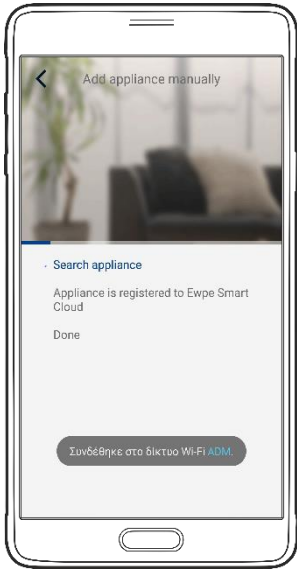 Add appliance manually
Search appliance
Appliance is registered to Ewpe Smart
Cloud
Done
Συνδέθηκε στο δίκτυο Wi-Fi ADM.